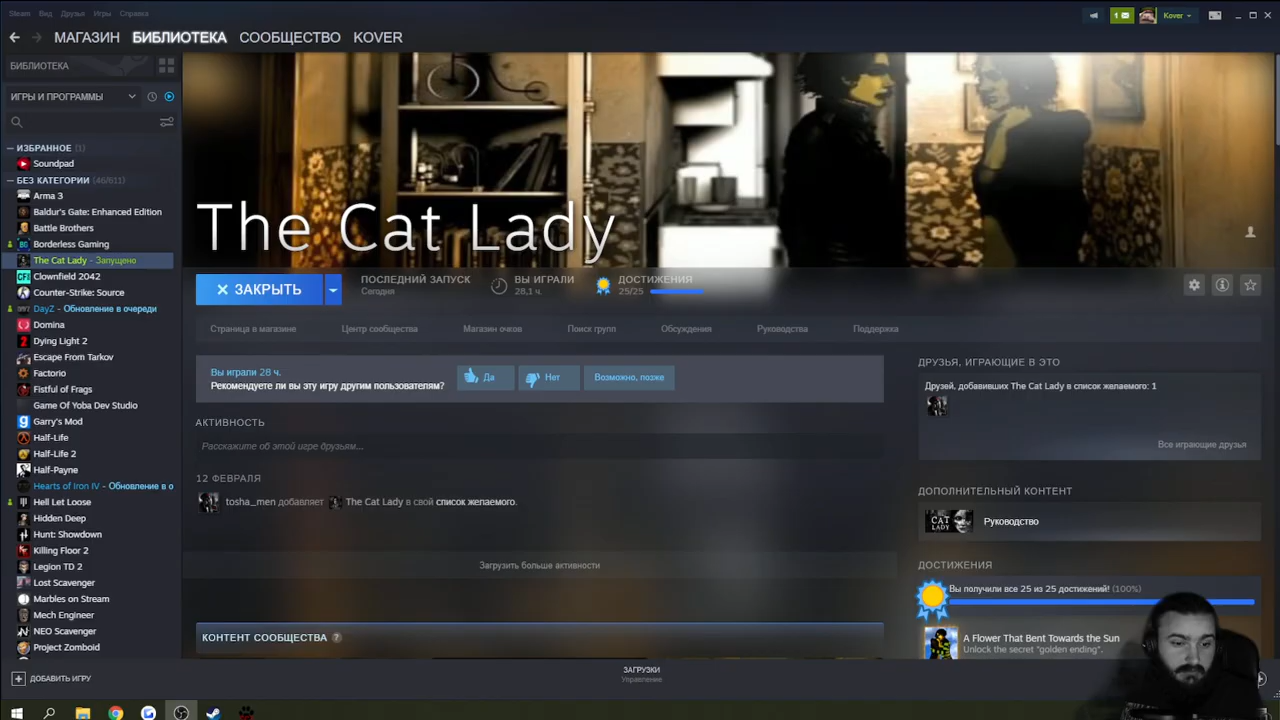 Steam Вид Друзья Игры Справка
1 Kover
МАГАЗИН БИБЛИОТЕКА СООБЩЕСТВО KOVER
БИБЛИОТЕКА
ИГРЫ И ПРОГРАММЫ
ИЗБРАННОЕ (1)
Soundpad
БЕЗ КАТЕГОРИИ (46/611)
Arma 3
Baldur's Gate: Enhanced Edition
Battle Brothers
Borderless Gaming
The Cat Lady - Запущено
Clownfield 2042
Counter-Strike: Source
DayZ - Обновление в очереди
Domina
Dying Light 2
Escape From Tarkov
Factorio
Fistful of Frags
Game Of Yoba Dev Studio
Garry's Mod
Half-Life
Half-Life 2
Half-Payne
Hearts of Iron IV - Обновление в о
Hell Let Loose
Hidden Deep
Hunt: Showdown
Killing Floor 2
Legion TD 2
Lost Scavenger
Marbles on Stream
Mech Engineer
NEO Scavenger
Project Zomboid
ДОБАВИТЬ ИГРУ
The Cat Lady
ЗАКРЫТЬ
ПОСЛЕДНИЙ ЗАПУСК
Сегодня
ВЫ ИГРАЛИ
28,1 ч.
ДОСТИЖЕНИЯ
25/25
Страница в магазине Центр сообщества Магазин очков Поиск групп Обсуждения Руководства Поддержка
Вы играли 28 ч.
Рекомендуете ли вы эту игру другим пользователям?
Да Нет Возможно, позже
АКТИВНОСТЬ
Расскажите об этой игре друзьям...
12 ФЕВРАЛЯ
tosha_men добавляет The Cat Lady в свой список желаемого.
Загрузить больше активности
КОНТЕНТ СООБЩЕСТВА ?
ДРУЗЬЯ, ИГРАЮЩИЕ В ЭТО
Друзей, добавивших The Cat Lady в список желаемого: 1
Все играющие друзья
ДОПОЛНИТЕЛЬНЫЙ КОНТЕНТ
CAT LADY
Руководство
ДОСТИЖЕНИЯ
Вы получили все 25 из 25 достижений! (100%)
A Flower That Bent Towards the Sun
Unlock the secret "golden ending".
ЗАГРУЗКИ
Управление